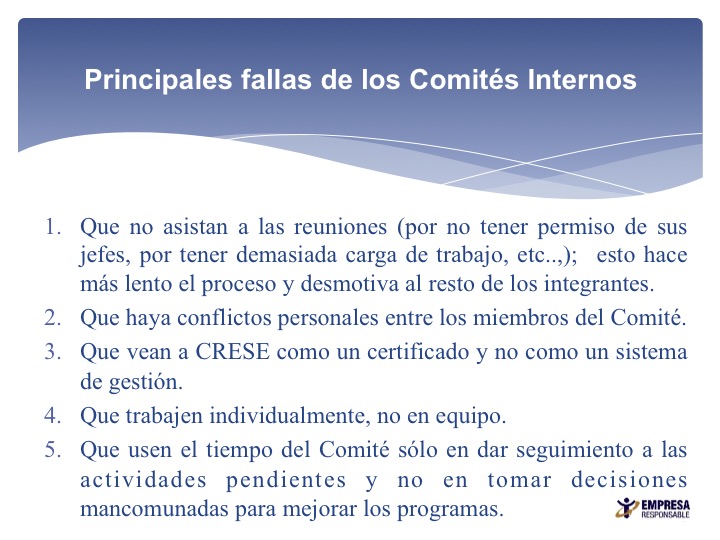 Principales fallas de los Comités Internos
1. Que no asistan a las reuniones (por no tener permiso de sus
jefes, por tener demasiada carga de trabajo, etc..,); esto hace
más lento el proceso y desmotiva al resto de los integrantes.
2. Que haya conflictos personales entre los miembros del Comité.
3. Que vean a CRESE como un certificado y no como un sistema
de gestión.
4. Que trabajen individualmente, no en equipo.
5. Que usen el tiempo del Comité sólo en dar seguimiento a las
actividades pendientes y no en tomar decisiones
mancomunadas para mejorar los programas.
EMPRESA
RESPONSABLE